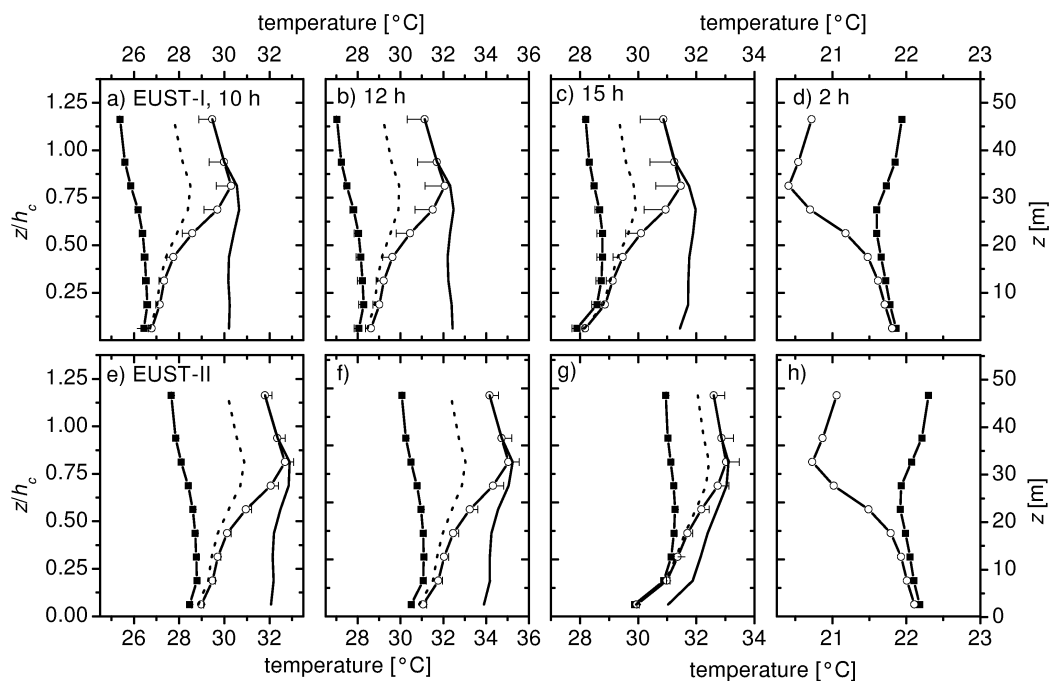 temperature [°C] temperature [°C]
26 28 30 32 26 28 30 32 34 36 28 30 32 34 21 22 23
1.25 a) EUST-I, 10 h b) 12 h c) 15 h d) 2 h 50
1.00 40
0.75 30
z/h_c z [m]
0.50 20
0.25 10
1.25 e) EUST-II f) g) h) 50
1.00 40
0.75 30
z/h_c z [m]
0.50 20
0.25 10
0.00 0
26 28 30 32 26 28 30 32 34 36 28 30 32 34 21 22 23
temperature [°C] temperature [°C]